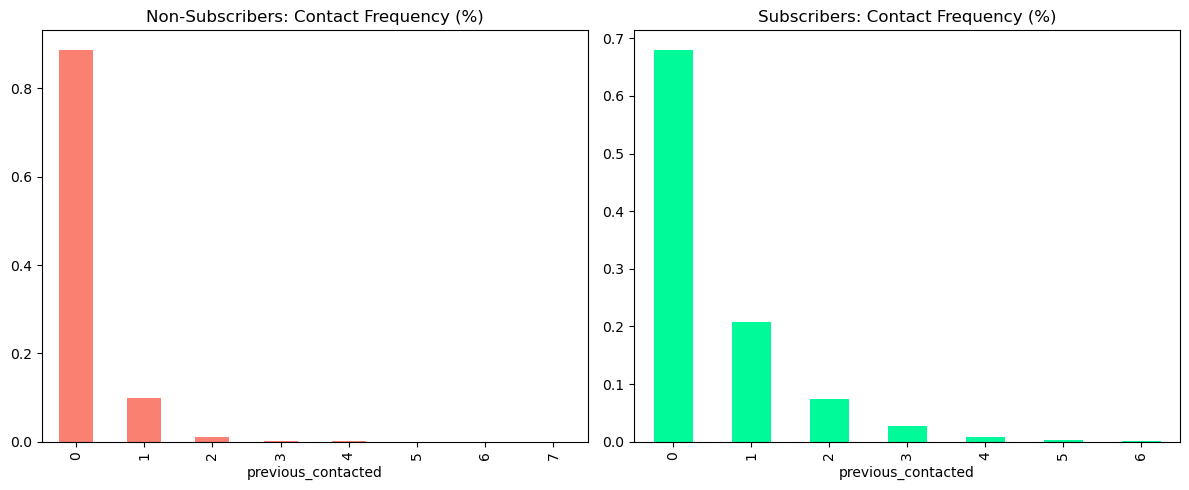 Non-Subscribers: Contact Frequency (%)
0.8
0.6
0.4
0.2
0.0
0 1 2 3 4 5 6 7
previous_contacted
Subscribers: Contact Frequency (%)
0.7
0.6
0.5
0.4
0.3
0.2
0.1
0.0
0 1 2 3 4 5 6
previous_contacted